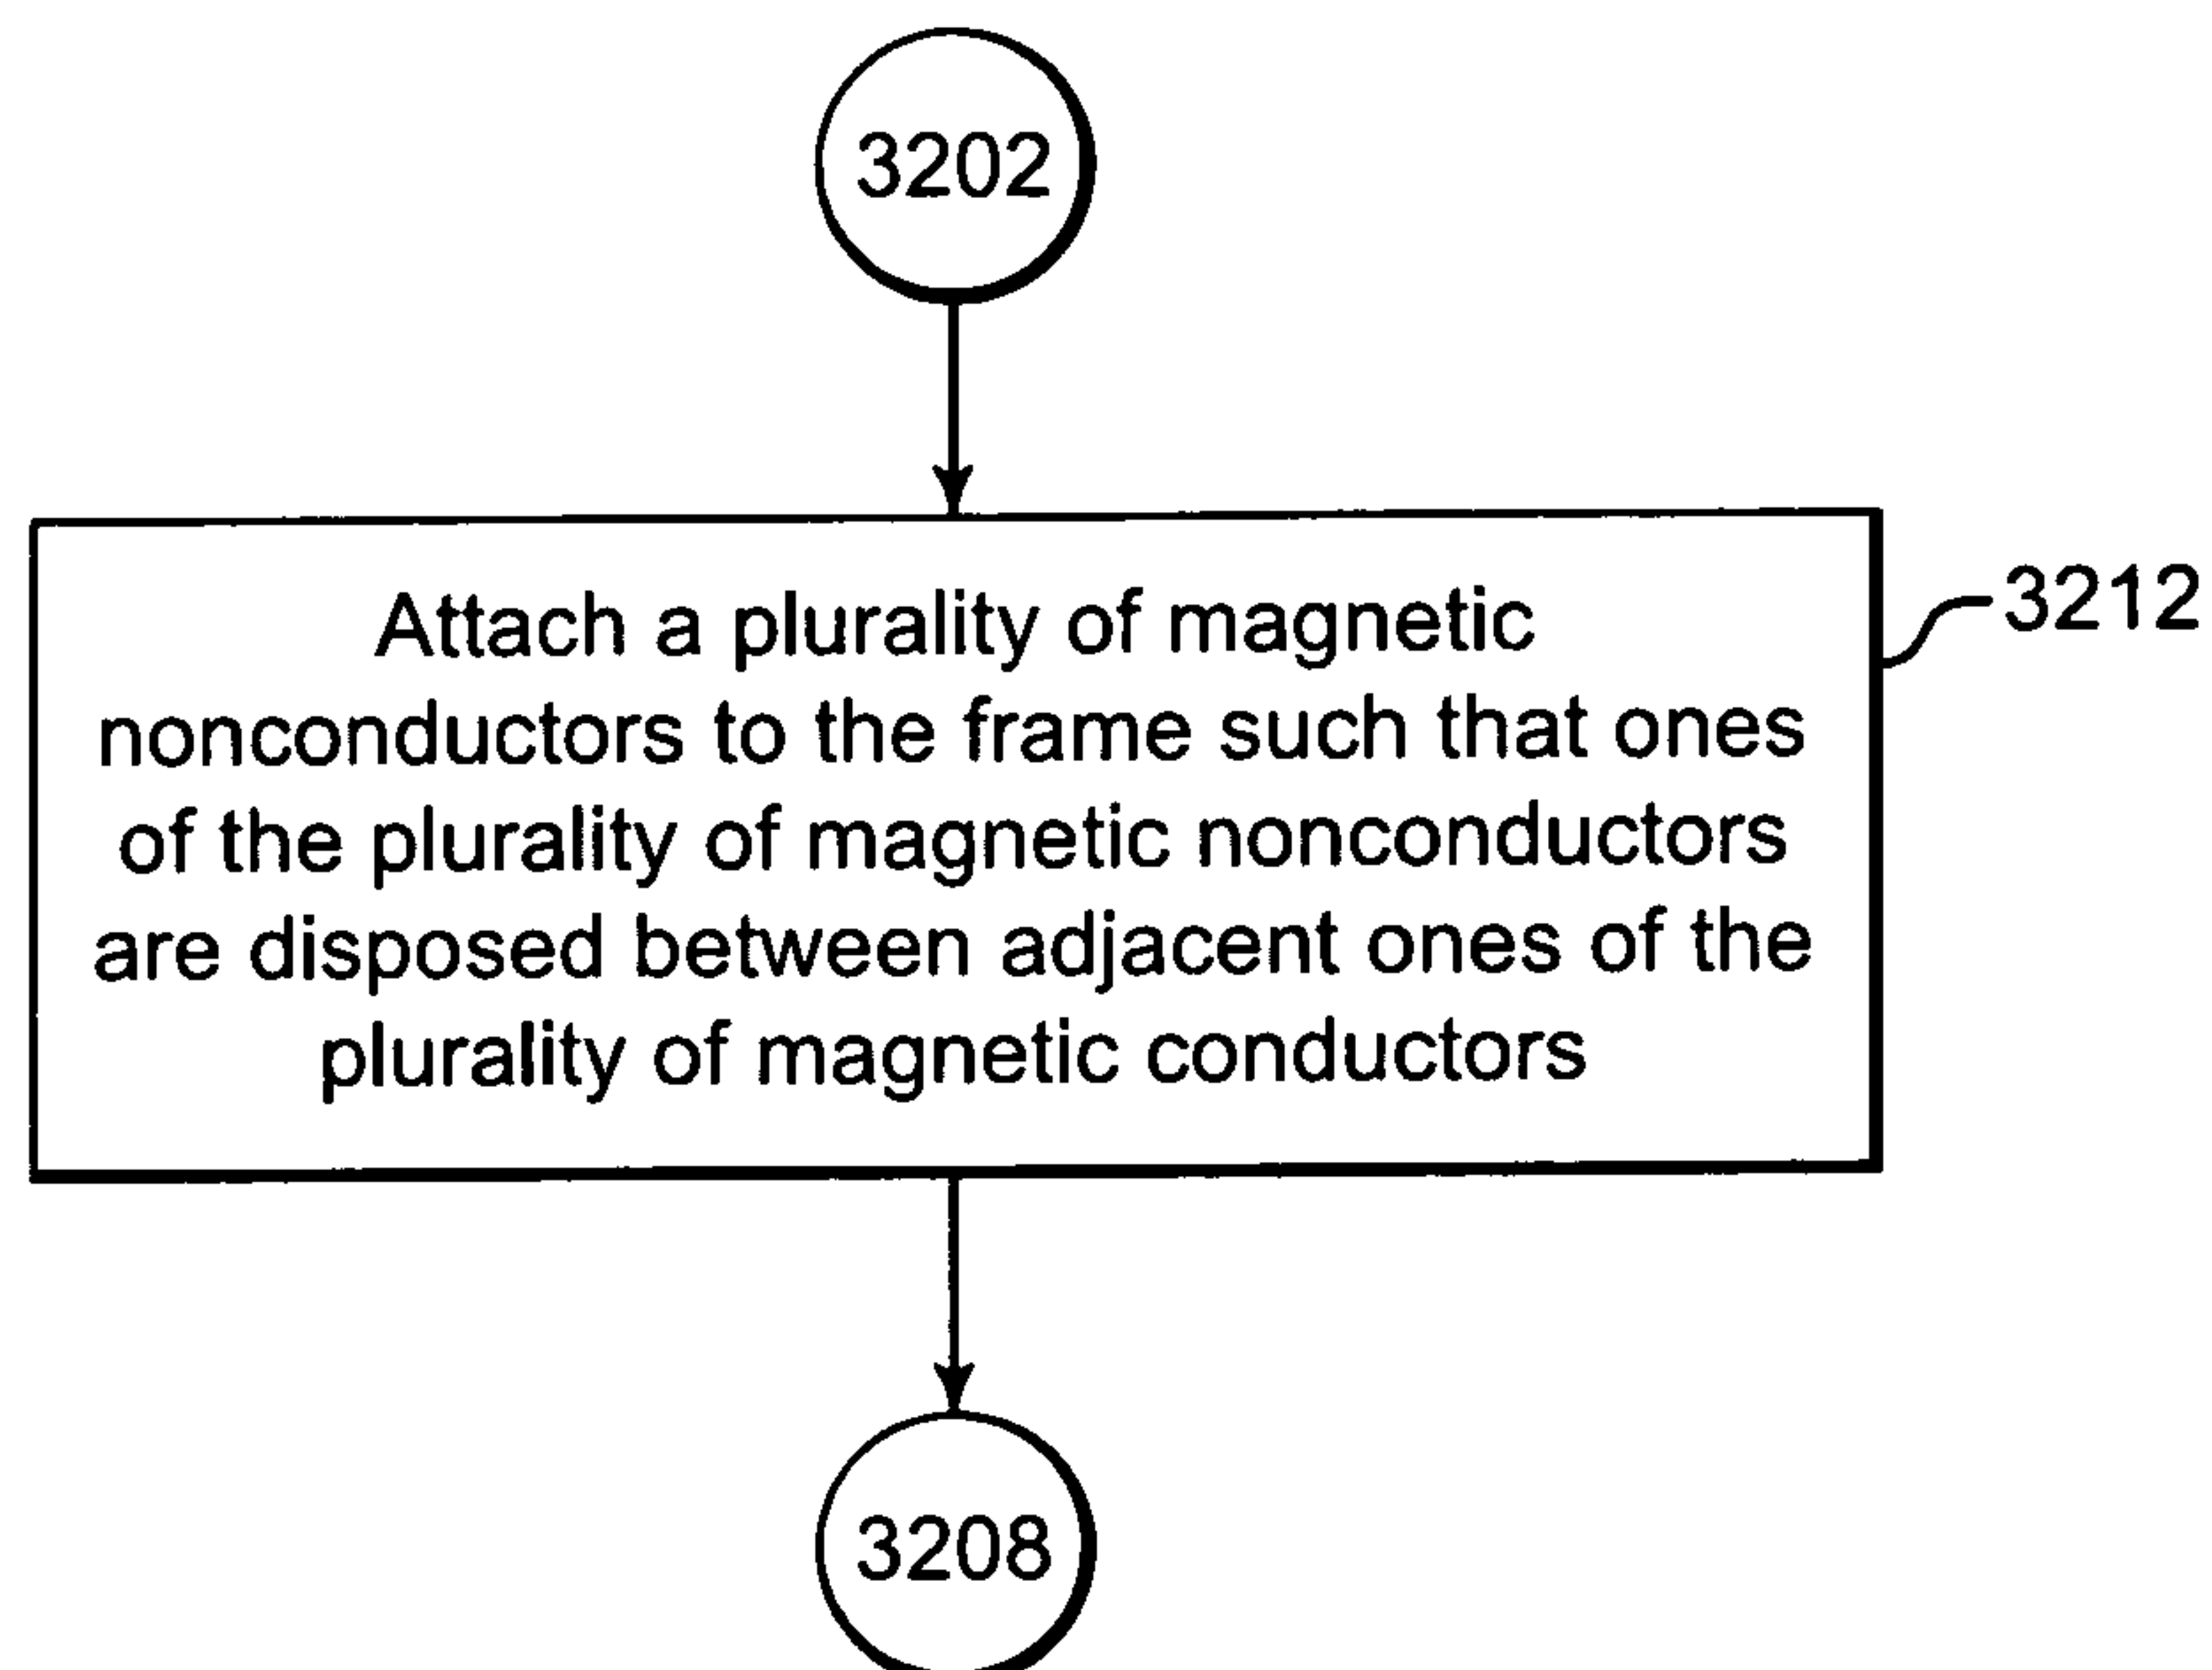 3202
Attach a plurality of magnetic
nonconductors to the frame such that ones
of the plurality of magnetic nonconductors
are disposed between adjacent ones of the
plurality of magnetic conductors
3212
3208